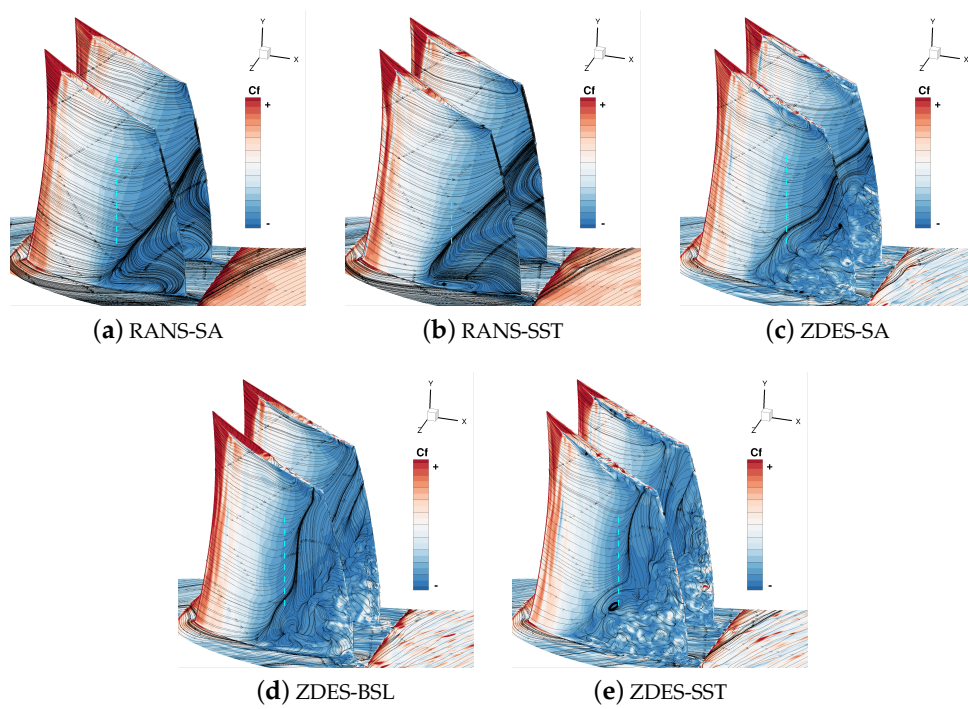 Y
X
Z
Cf
+
-
Y
X
Z
Cf
+
-
Y
X
Z
Cf
+
-
(a) RANS-SA
(b) RANS-SST
(c) ZDES-SA
Y
X
Z
Cf
+
-
Y
X
Z
Cf
+
-
(d) ZDES-BSL
(e) ZDES-SST